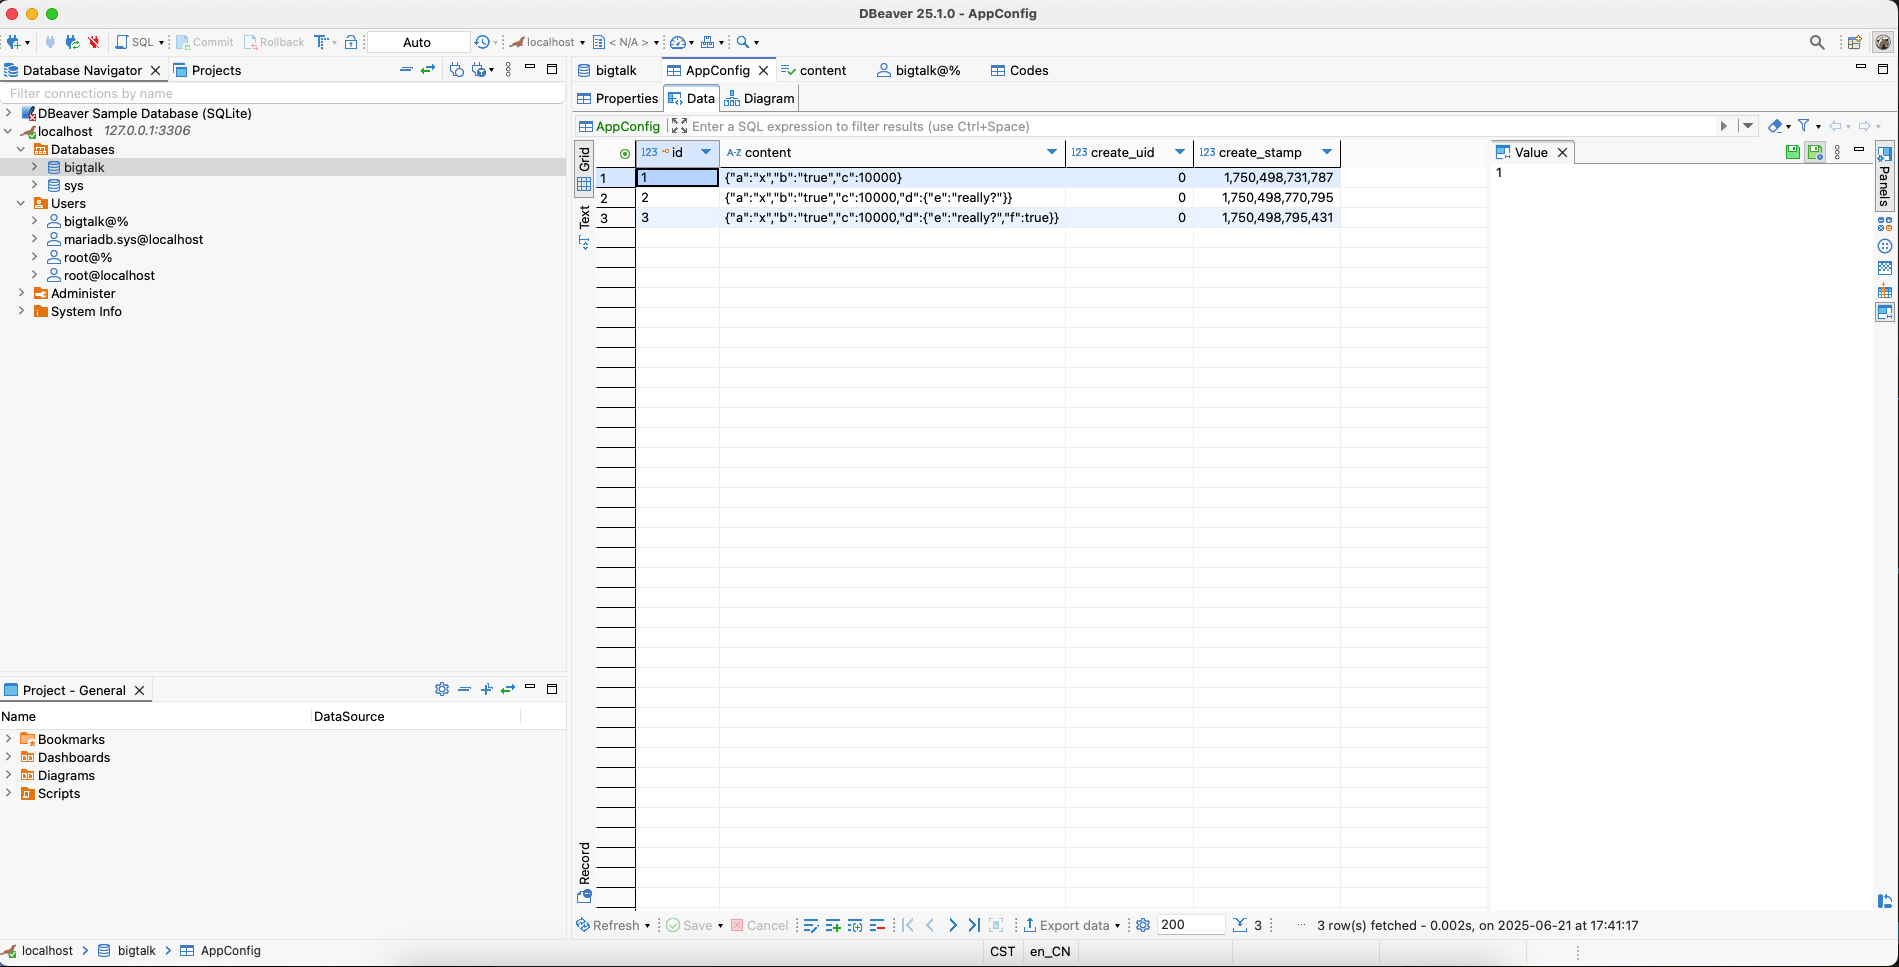 DBeaver 25.1.0 - AppConfig
SQL Commit Rollback Auto localhost < N/A >
Database Navigator Projects
Filter connections by name
DBeaver Sample Database (SQLite)
localhost 127.0.0.1:3306
Databases
bigtalk
sys
Users
bigtalk@%
mariadb.sys@localhost
root@%
root@localhost
Administer
System Info
Project - General
Name DataSource
Bookmarks
Dashboards
Diagrams
Scripts
bigtalk AppConfig content bigtalk@% Codes
Properties Data Diagram
AppConfig Enter a SQL expression to filter results (use Ctrl+Space)
Grid
Text
Record
123 id A-Z content 123 create_uid 123 create_stamp
1 1 {"a":"x","b":"true","c":10000} 0 1,750,498,731,787
2 2 {"a":"x","b":"true","c":10000,"d":{"e":"really?"}} 0 1,750,498,770,795
3 3 {"a":"x","b":"true","c":10000,"d":{"e":"really?","f":true}} 0 1,750,498,795,431
Value
1
Panels
Refresh Save Cancel Export data 200 3 3 row(s) fetched - 0.002s, on 2025-06-21 at 17:41:17
localhost bigtalk AppConfig CST en_CN